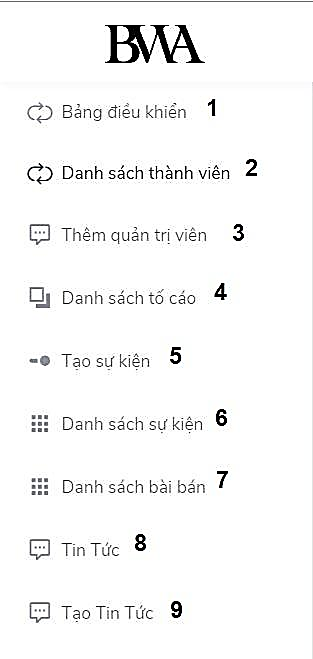 BWA
Bảng điều khiển 1
Danh sách thành viên 2
Thêm quản trị viên 3
Danh sách tố cáo 4
Tạo sự kiện 5
Danh sách sự kiện 6
Danh sách bài bán 7
Tin Tức 8
Tạo Tin Tức 9